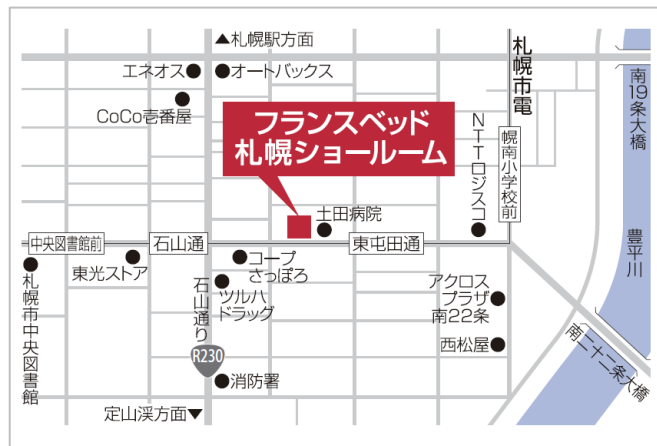 ▲札幌駅方面
エネオス
オートバックス
CoCo壱番屋
フランスベッド
札幌ショールーム
札幌市電
南19条大橋
NTTロジスコ
幌南小学校前
豊平川
土田病院
中央図書館前
石山通
東屯田通
東光ストア
コープ
さっぽろ
札幌市中央図書館
石山通り
ツルハ
ドラッグ
アクロス
プラザ
南22条
西松屋
南二十二条大橋
R230
消防署
定山渓方面▼